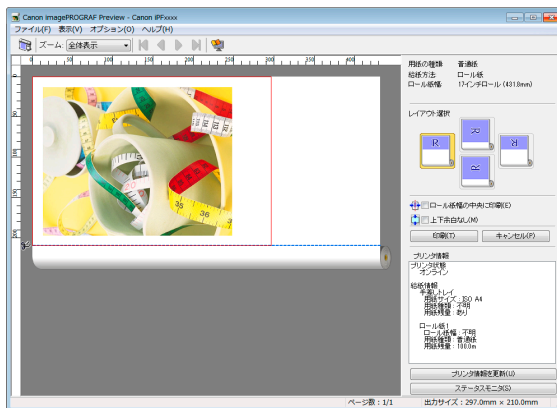 Canon imagePROGRAF Preview - Canon iPFxxxx
ファイル(F) 表示(V) オプション(O) ヘルプ(H)
ズーム: 全体表示
0 50 100 150 200 250 300 350 400
用紙の種類 普通紙
給紙方法 ロール紙
ロール紙幅 17インチロール (431.8mm)
レイアウト選択
R
R
R
R
ロール紙幅の中央に印刷(E)
上下余白なし(M)
印刷(T) キャンセル(P)
プリンタ情報
プリンタ状態
オンライン
給紙情報
手差しトレイ
用紙サイズ : ISO A4
用紙種類 : 不明
用紙残量 : あり
ロール紙1
ロール紙幅 : 不明
用紙種類 : 普通紙
用紙残量 : 100.0m
プリンタ情報を更新(U)
ステータスモニタ(S)
ページ数 : 1/1 出力サイズ : 297.0mm × 210.0mm